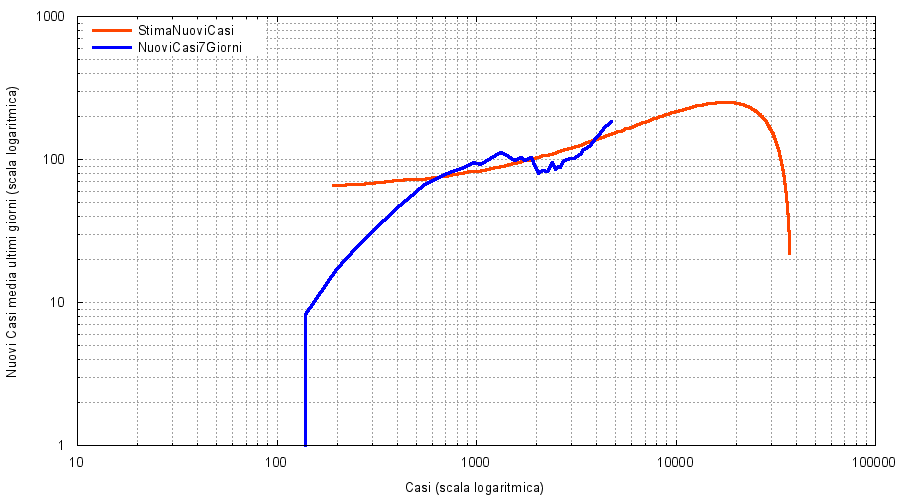 1000
StimaNuoviCasi
NuoviCasi7Giorni
100
10
1
Nuovi Casi media ultimi giorni (scala logaritmica)
10 100 1000 10000 100000
Casi (scala logaritmica)